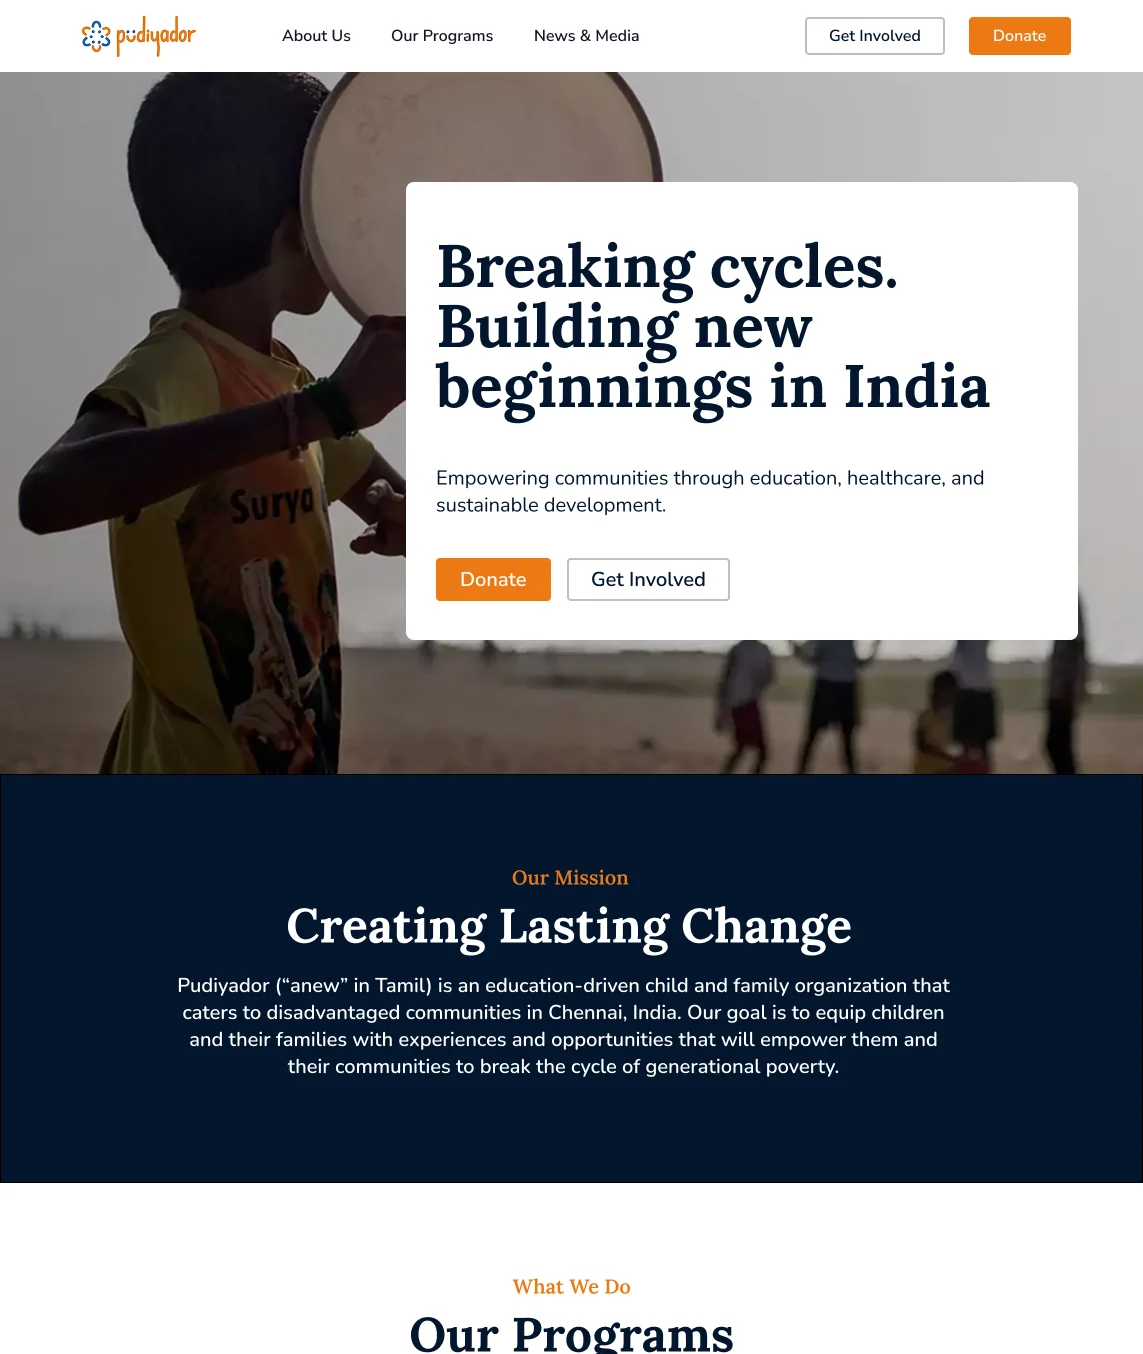 pudiyador
About Us
Our Programs
News & Media
Get Involved
Donate
Breaking cycles.
Building new
beginnings in India
Empowering communities through education, healthcare, and
sustainable development.
Donate
Get Involved
Surya
Our Mission
Creating Lasting Change
Pudiyador (“anew” in Tamil) is an education-driven child and family organization that
caters to disadvantaged communities in Chennai, India. Our goal is to equip children
and their families with experiences and opportunities that will empower them and
their communities to break the cycle of generational poverty.
What We Do
Our Programs